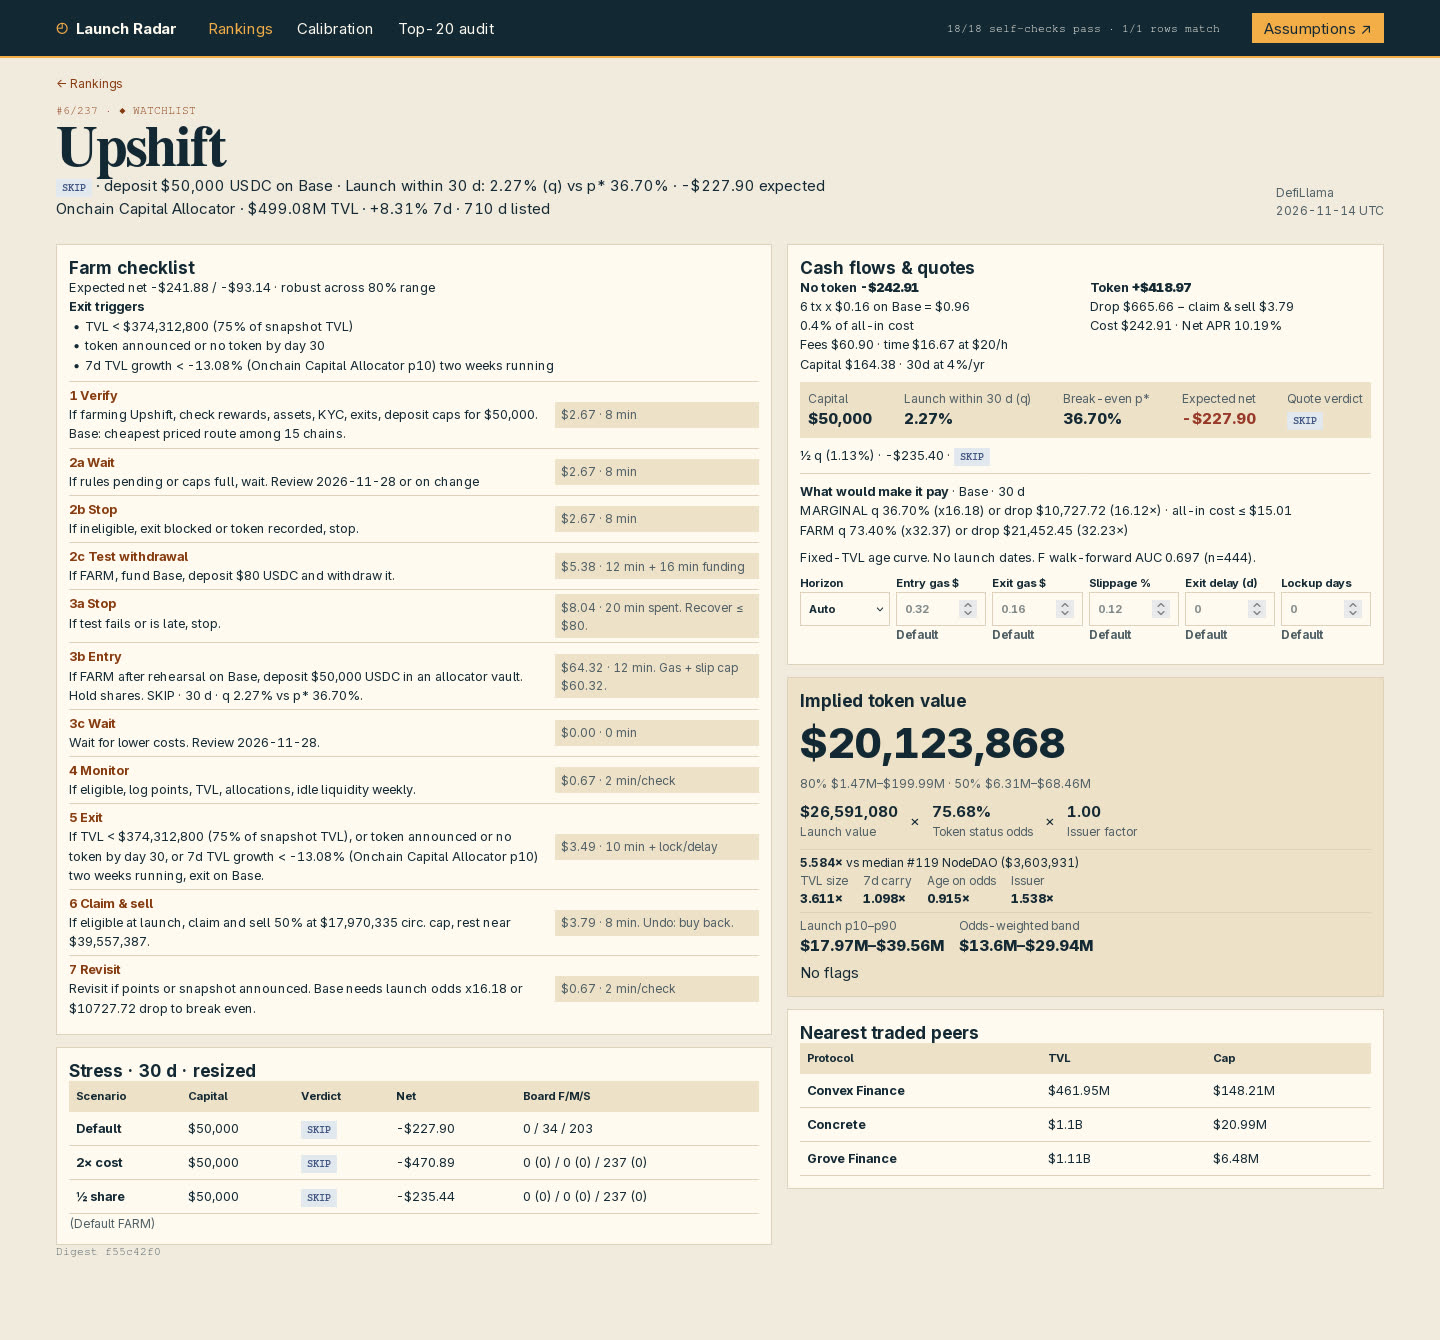 Launch Radar
Rankings
Calibration
Top-20 audit
18/18 self-checks pass · 1/1 rows match
Assumptions ↗
← Rankings
#6/237 · ◆ WATCHLIST
Upshift
SKIP · deposit $50,000 USDC on Base · Launch within 30 d: 2.27% (q) vs p* 36.70% · -$227.90 expected
Onchain Capital Allocator · $499.08M TVL · +8.31% 7d · 710 d listed
DefiLlama
2026-11-14 UTC
Farm checklist
Expected net -$241.88 / -$93.14 · robust across 80% range
Exit triggers
• TVL < $374,312,800 (75% of snapshot TVL)
• token announced or no token by day 30
• 7d TVL growth < -13.08% (Onchain Capital Allocator p10) two weeks running
1 Verify
If farming Upshift, check rewards, assets, KYC, exits, deposit caps for $50,000.
Base: cheapest priced route among 15 chains.
$2.67 · 8 min
2a Wait
If rules pending or caps full, wait. Review 2026-11-28 or on change
$2.67 · 8 min
2b Stop
If ineligible, exit blocked or token recorded, stop.
$2.67 · 8 min
2c Test withdrawal
If FARM, fund Base, deposit $80 USDC and withdraw it.
$5.38 · 12 min + 16 min funding
3a Stop
If test fails or is late, stop.
$8.04 · 20 min spent. Recover ≤
$80.
3b Entry
If FARM after rehearsal on Base, deposit $50,000 USDC in an allocator vault.
Hold shares. SKIP · 30 d · q 2.27% vs p* 36.70%.
$64.32 · 12 min. Gas + slip cap
$60.32.
3c Wait
Wait for lower costs. Review 2026-11-28.
$0.00 · 0 min
4 Monitor
If eligible, log points, TVL, allocations, idle liquidity weekly.
$0.67 · 2 min/check
5 Exit
If TVL < $374,312,800 (75% of snapshot TVL), or token announced or no
token by day 30, or 7d TVL growth < -13.08% (Onchain Capital Allocator p10)
two weeks running, exit on Base.
$3.49 · 10 min + lock/delay
6 Claim & sell
If eligible at launch, claim and sell 50% at $17,970,335 circ. cap, rest near
$39,557,387.
$3.79 · 8 min. Undo: buy back.
7 Revisit
Revisit if points or snapshot announced. Base needs launch odds x16.18 or
$10727.72 drop to break even.
$0.67 · 2 min/check
Stress · 30 d · resized
Scenario Capital Verdict Net Board F/M/S
Default $50,000 SKIP -$227.90 0 / 34 / 203
2× cost $50,000 SKIP -$470.89 0 (0) / 0 (0) / 237 (0)
½ share $50,000 SKIP -$235.44 0 (0) / 0 (0) / 237 (0)
(Default FARM)
Digest f55c42f0
Cash flows & quotes
No token -$242.91
6 tx x $0.16 on Base = $0.96
0.4% of all-in cost
Fees $60.90 · time $16.67 at $20/h
Capital $164.38 · 30d at 4%/yr
Token +$418.97
Drop $665.66 – claim & sell $3.79
Cost $242.91 · Net APR 10.19%
Capital Launch within 30 d (q) Break-even p* Expected net Quote verdict
$50,000 2.27% 36.70% -$227.90 SKIP
½ q (1.13%) · -$235.40 · SKIP
What would make it pay · Base · 30 d
MARGINAL q 36.70% (x16.18) or drop $10,727.72 (16.12×) · all-in cost ≤ $15.01
FARM q 73.40% (x32.37) or drop $21,452.45 (32.23×)
Fixed-TVL age curve. No launch dates. F walk-forward AUC 0.697 (n=444).
Horizon Entry gas $ Exit gas $ Slippage % Exit delay (d) Lockup days
Auto 0.32 0.16 0.12 0 0
Default Default Default Default Default
Implied token value
$20,123,868
80% $1.47M–$199.99M · 50% $6.31M–$68.46M
$26,591,080 × 75.68% × 1.00
Launch value Token status odds Issuer factor
5.584× vs median #119 NodeDAO ($3,603,931)
TVL size 7d carry Age on odds Issuer
3.611× 1.098× 0.915× 1.538×
Launch p10–p90 Odds-weighted band
$17.97M–$39.56M $13.6M–$29.94M
No flags
Nearest traded peers
Protocol TVL Cap
Convex Finance $461.95M $148.21M
Concrete $1.1B $20.99M
Grove Finance $1.11B $6.48M